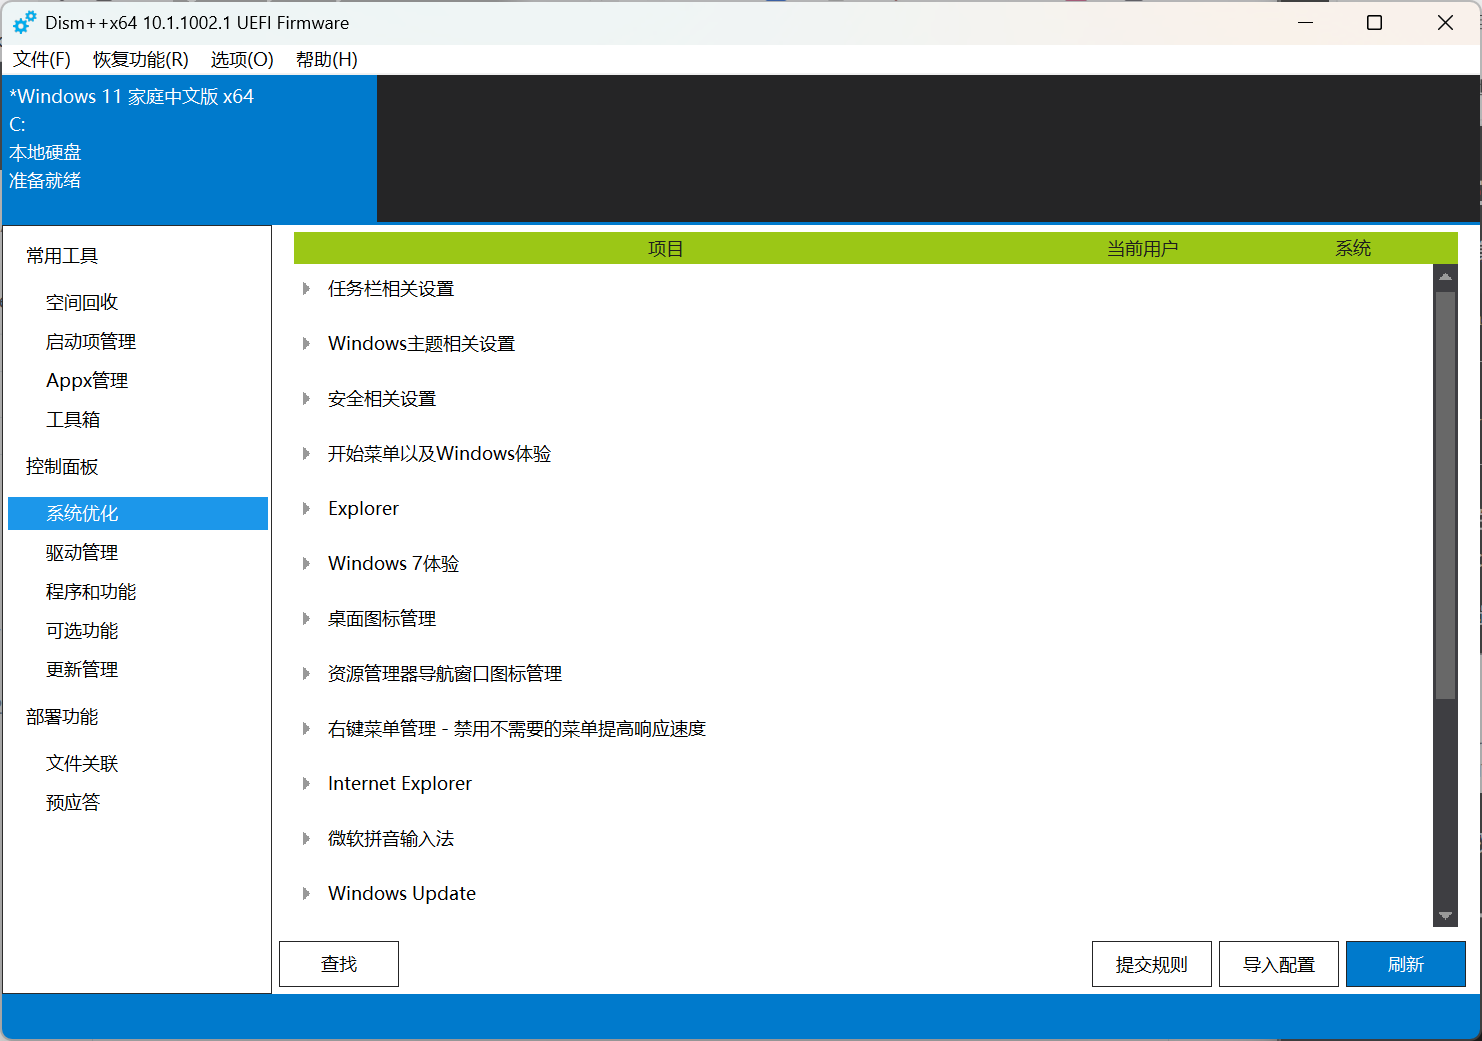 Dism++x64 10.1.1002.1 UEFI Firmware
文件(F) 恢复功能(R) 选项(O) 帮助(H)
*Windows 11 家庭中文版 x64
C:
本地硬盘
准备就绪
常用工具
空间回收
启动项管理
Appx管理
工具箱
控制面板
系统优化
驱动管理
程序和功能
可选功能
更新管理
部署功能
文件关联
预应答
项目 当前用户 系统
任务栏相关设置
Windows主题相关设置
安全相关设置
开始菜单以及Windows体验
Explorer
Windows 7体验
桌面图标管理
资源管理器导航窗口图标管理
右键菜单管理 - 禁用不需要的菜单提高响应速度
Internet Explorer
微软拼音输入法
Windows Update
查找 提交规则 导入配置 刷新